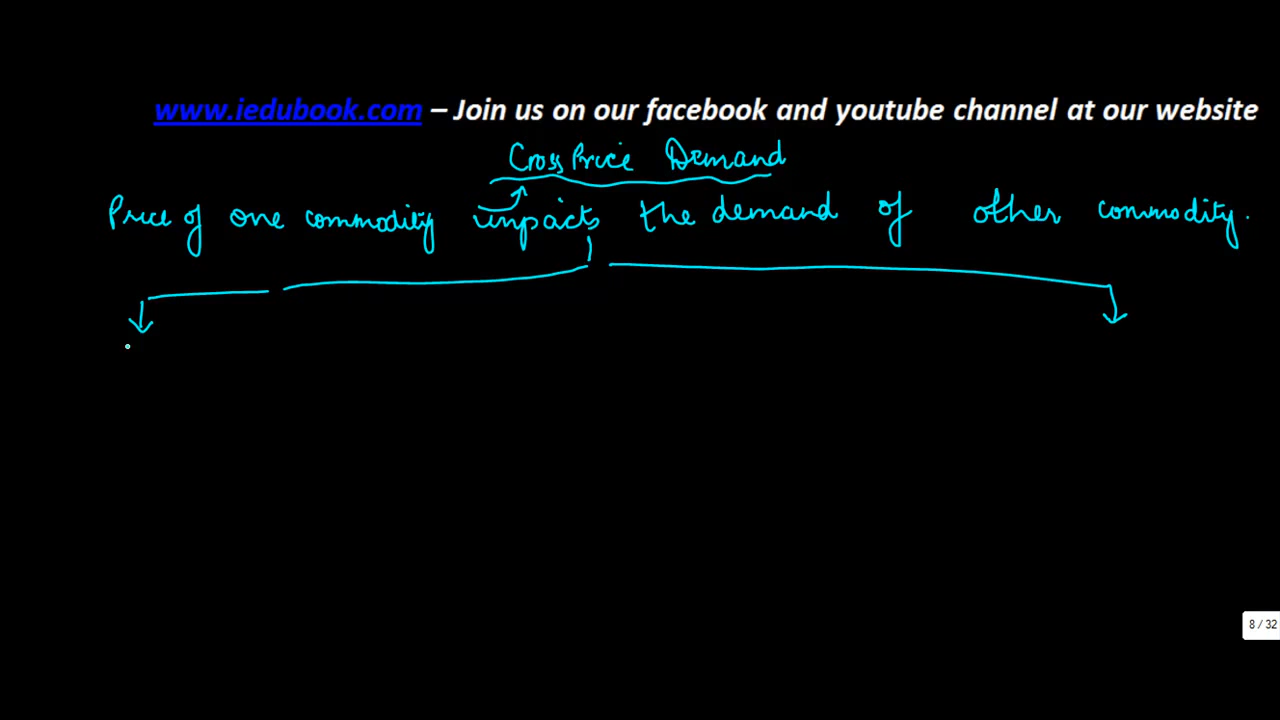 www.iedubook.com – Join us on our facebook and youtube channel at our website
Cross Price Demand
Price of one commodity impacts the demand of other commodity.
8 / 32